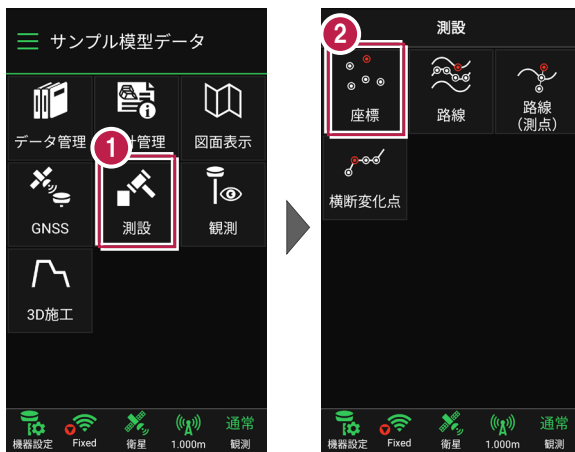 サンプル模型データ
データ管理
計管理
図面表示
1
GNSS
測設
観測
3D施工
機器設定
Fixed
衛星
1.000m
通常
観測
2
測設
座標
路線
路線
(測点)
横断変化点
機器設定
Fixed
衛星
1.000m
通常
観測